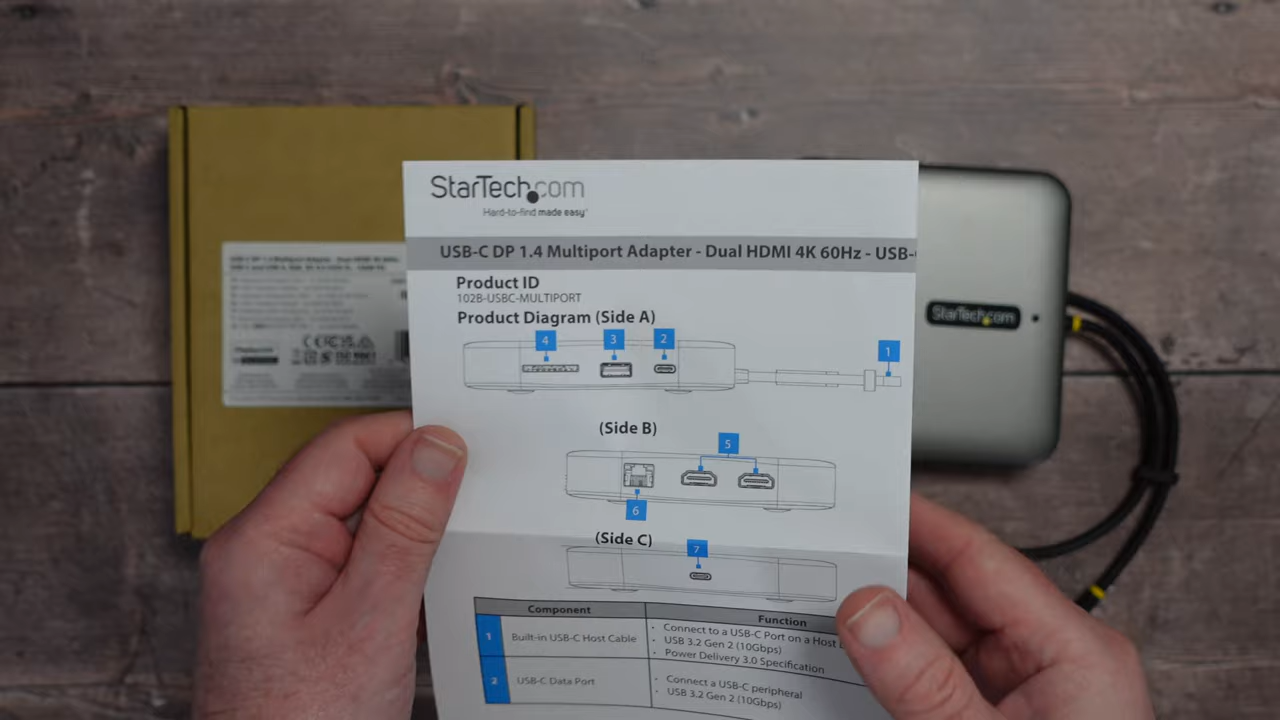 StarTech.com
Hard-to-find made easy®
USB-C DP 1.4 Multiport Adapter - Dual HDMI 4K 60Hz - USB-
Product ID
102B-USBC-MULTIPORT
Product Diagram (Side A)
4
3
2
1
(Side B)
5
6
(Side C)
7
Component
Function
1
Built-in USB-C Host Cable
· Connect to a USB-C Port on a Host
· USB 3.2 Gen 2 (10Gbps)
· Power Delivery 3.0 Specification
2
USB-C Data Port
· Connect a USB-C peripheral
· USB 3.2 Gen 2 (10Gbps)
StarTech.com